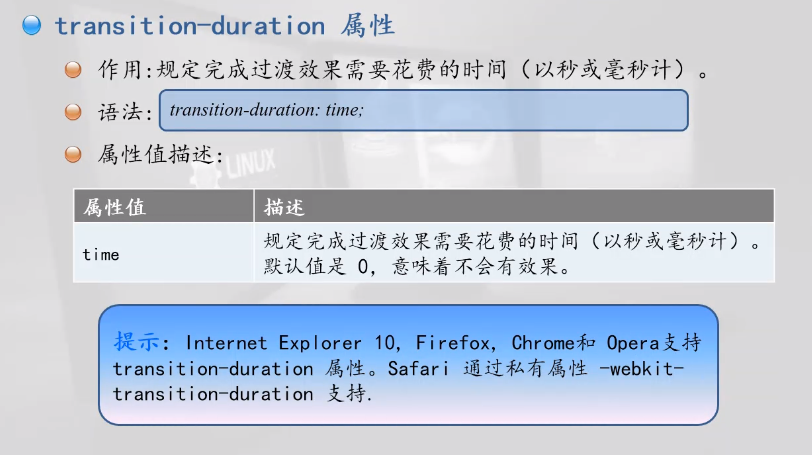 transition-duration 属性
作用:规定完成过渡效果需要花费的时间（以秒或毫秒计）。
语法:
transition-duration: time;
属性值描述:
LINUX
属性值 描述
time
规定完成过渡效果需要花费的时间（以秒或毫秒计）。
默认值是 0，意味着不会有效果。
提示：Internet Explorer 10, Firefox, Chrome和 Opera支持
transition-duration 属性。Safari 通过私有属性 -webkit-
transition-duration 支持.